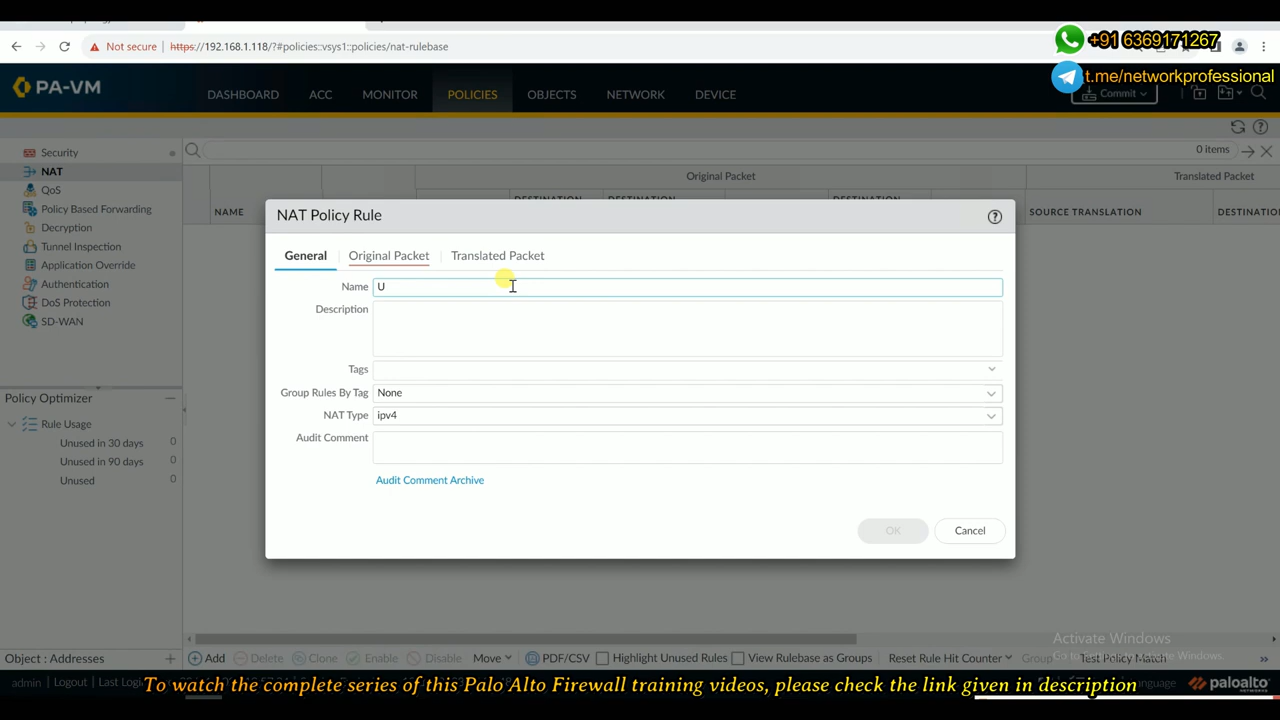 Not secure https://192.168.1.118/?#policies::vsys1::policies/nat-rulebase
+91 6369171267
t.me/networkprofessional
PA-VM
DASHBOARD ACC MONITOR POLICIES OBJECTS NETWORK DEVICE
Commit
Security
NAT
QoS
Policy Based Forwarding
Decryption
Tunnel Inspection
Application Override
Authentication
DoS Protection
SD-WAN
0 items
Original Packet Translated Packet
DESTINATION DESTINATION DESTINATION
NAME SOURCE TRANSLATION DESTINATIO
NAT Policy Rule
General Original Packet Translated Packet
Name U
Description
Tags
Group Rules By Tag None
NAT Type ipv4
Audit Comment
Audit Comment Archive
OK Cancel
Policy Optimizer
Rule Usage
Unused in 30 days 0
Unused in 90 days 0
Unused 0
Activate Windows
Object : Addresses
Add Delete Clone Enable Disable Move PDF/CSV Highlight Unused Rules View Rulebase as Groups Reset Rule Hit Counter Group Test Policy Match
admin Logout
paloalto
NETWORKS
To watch the complete series of this Palo Alto Firewall training videos, please check the link given in description